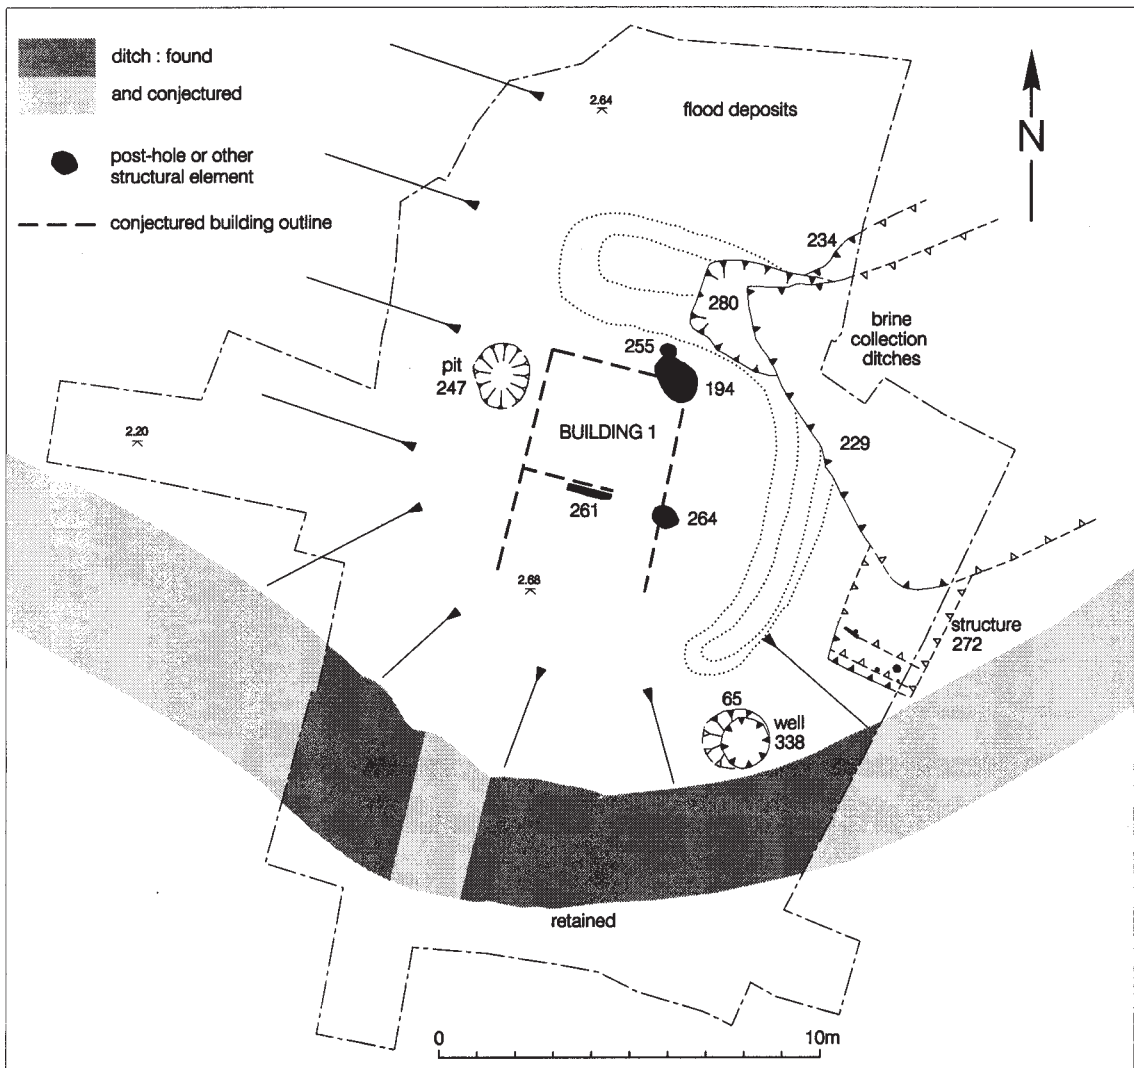 ditch : found
and conjectured
post-hole or other
structural element
conjectured building outline
2.64
flood deposits
N
234
280
brine
collection
ditches
255
pit
247
194
BUILDING 1
2.20
229
261
264
2.68
structure
272
65
well
338
retained
0
10m